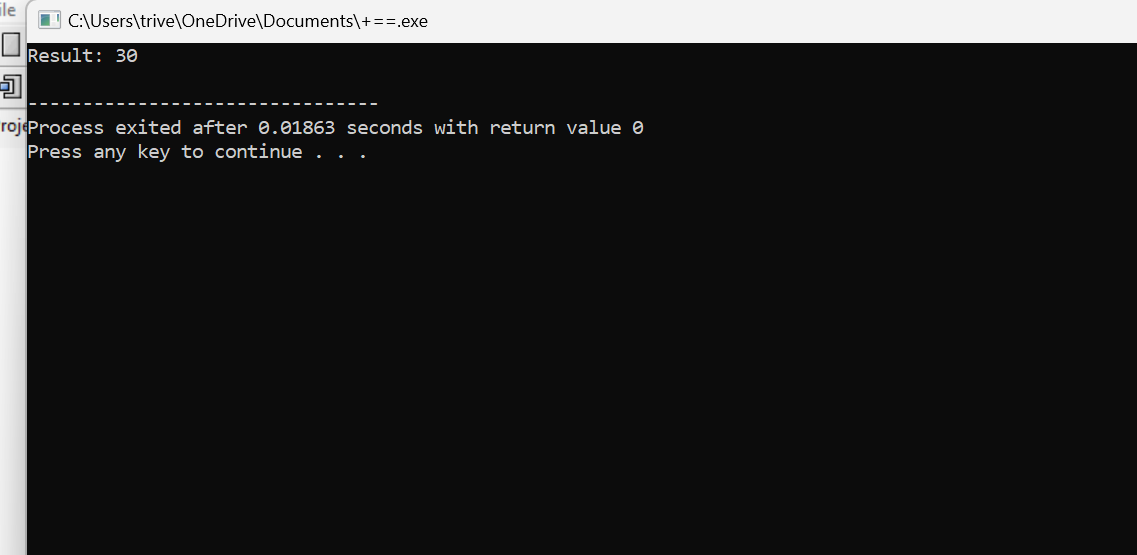 ile
C:\Users\trive\OneDrive\Documents\+==.exe
Result: 30
--------------------------------
roje
Process exited after 0.01863 seconds with return value 0
Press any key to continue . . .